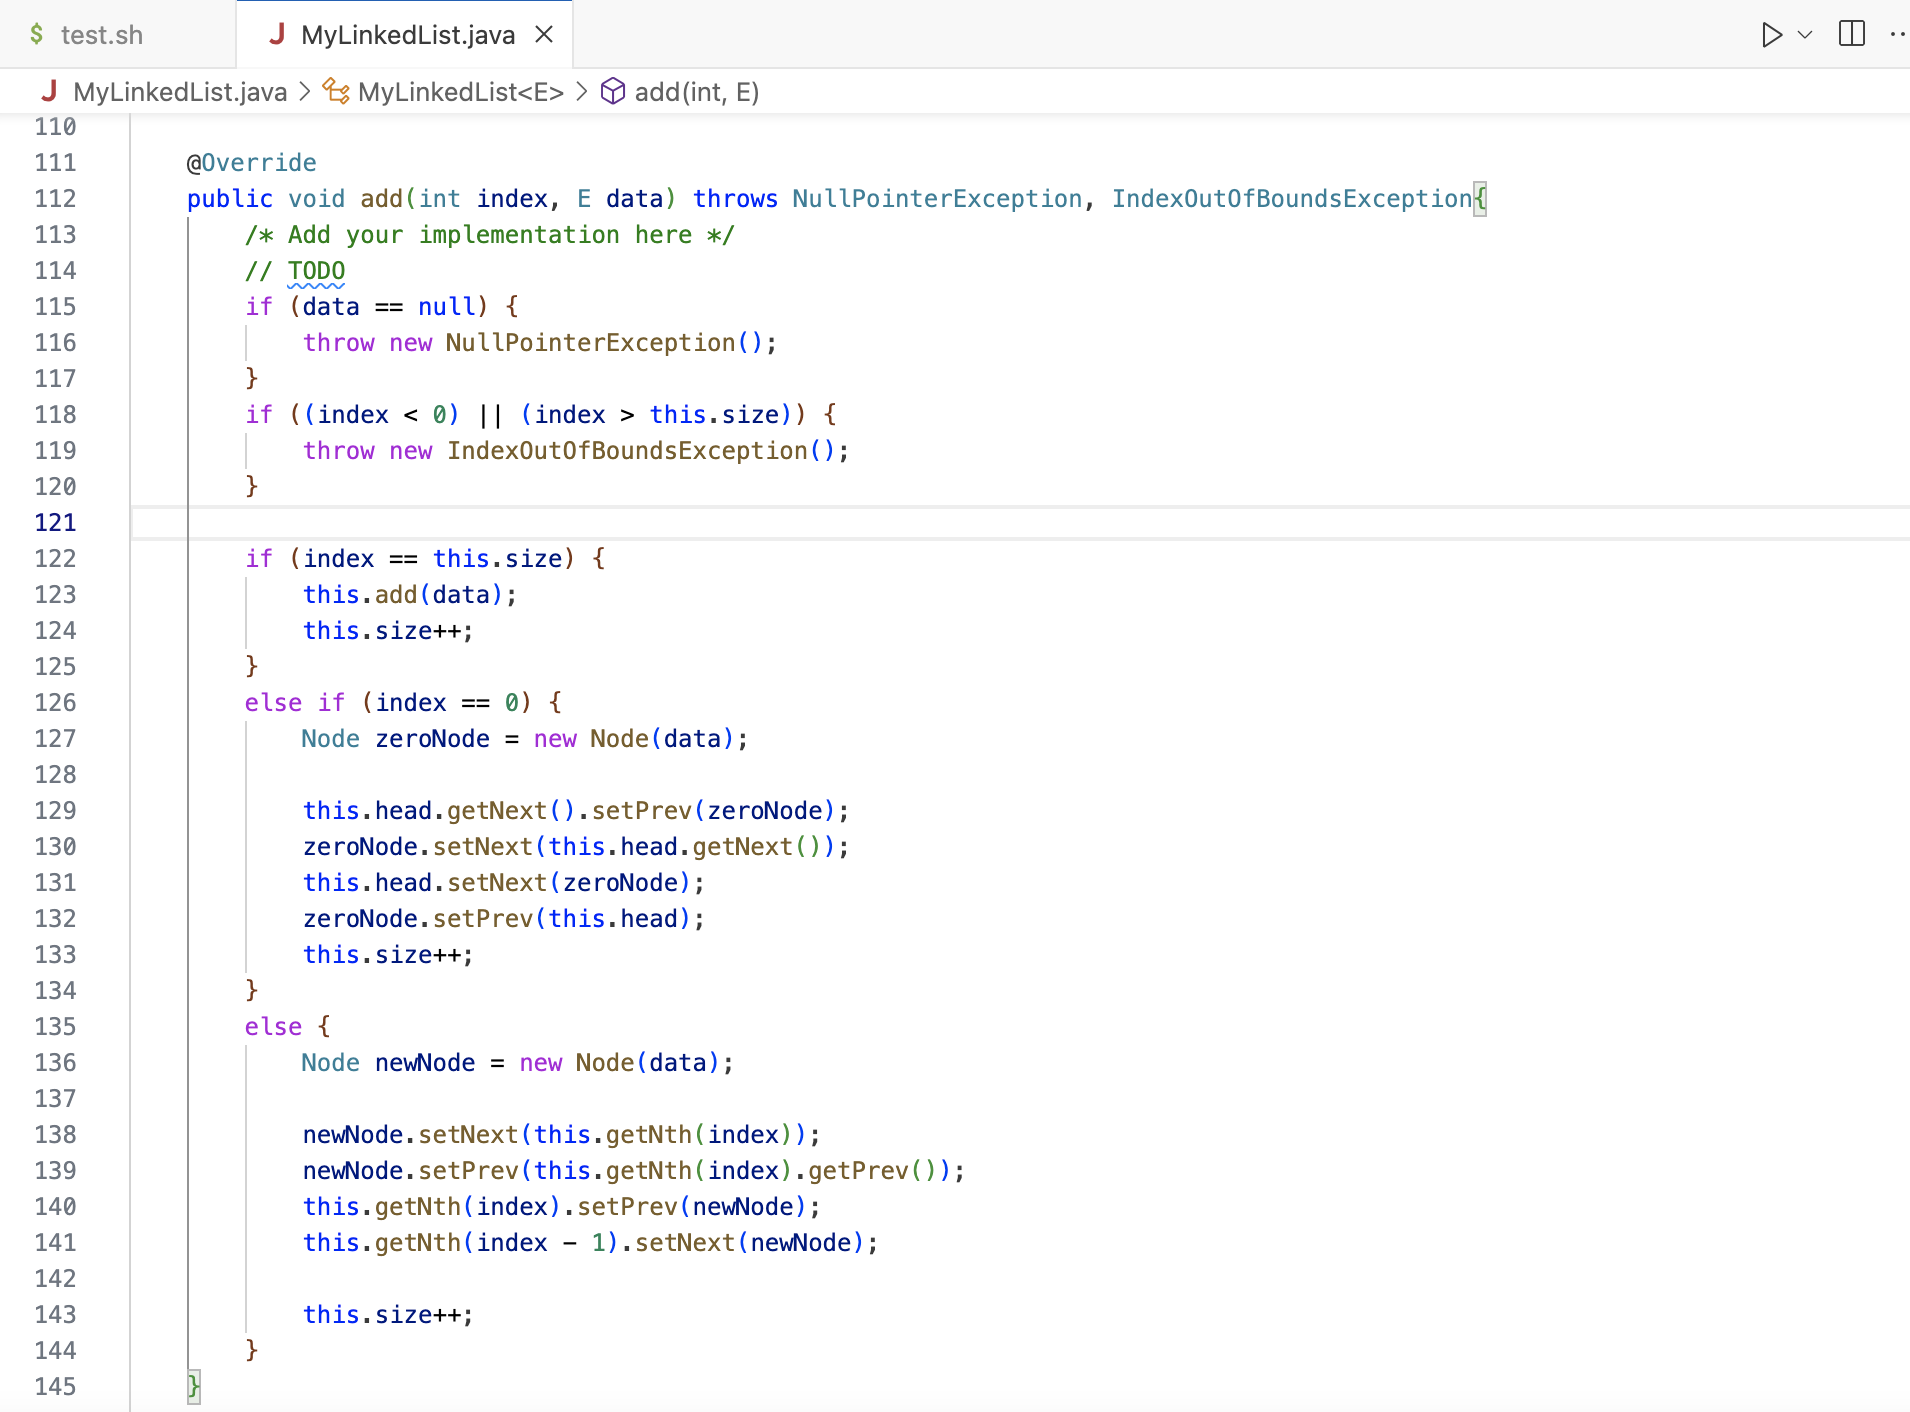 $ test.sh
J MyLinkedList.java
J MyLinkedList.java > MyLinkedList<E> > add(int, E)
110
111 @Override
112 public void add(int index, E data) throws NullPointerException, IndexOutOfBoundsException{
113 /* Add your implementation here */
114 // TODO
115 if (data == null) {
116 throw new NullPointerException();
117 }
118 if ((index < 0) || (index > this.size)) {
119 throw new IndexOutOfBoundsException();
120 }
121
122 if (index == this.size) {
123 this.add(data);
124 this.size++;
125 }
126 else if (index == 0) {
127 Node zeroNode = new Node(data);
128
129 this.head.getNext().setPrev(zeroNode);
130 zeroNode.setNext(this.head.getNext());
131 this.head.setNext(zeroNode);
132 zeroNode.setPrev(this.head);
133 this.size++;
134 }
135 else {
136 Node newNode = new Node(data);
137
138 newNode.setNext(this.getNth(index));
139 newNode.setPrev(this.getNth(index).getPrev());
140 this.getNth(index).setPrev(newNode);
141 this.getNth(index - 1).setNext(newNode);
142
143 this.size++;
144 }
145 }